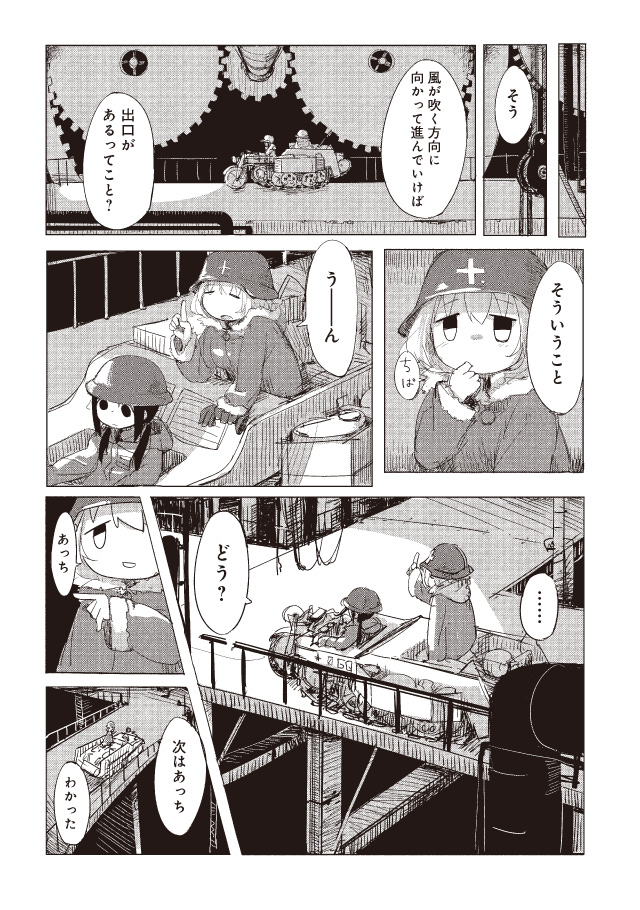 そう
風が吹く方向に
向かって進んでいけば
出口が
あるってこと？
そういうこと
ちぱ
うーーん
……
どう？
あっち
次はあっち
わかった